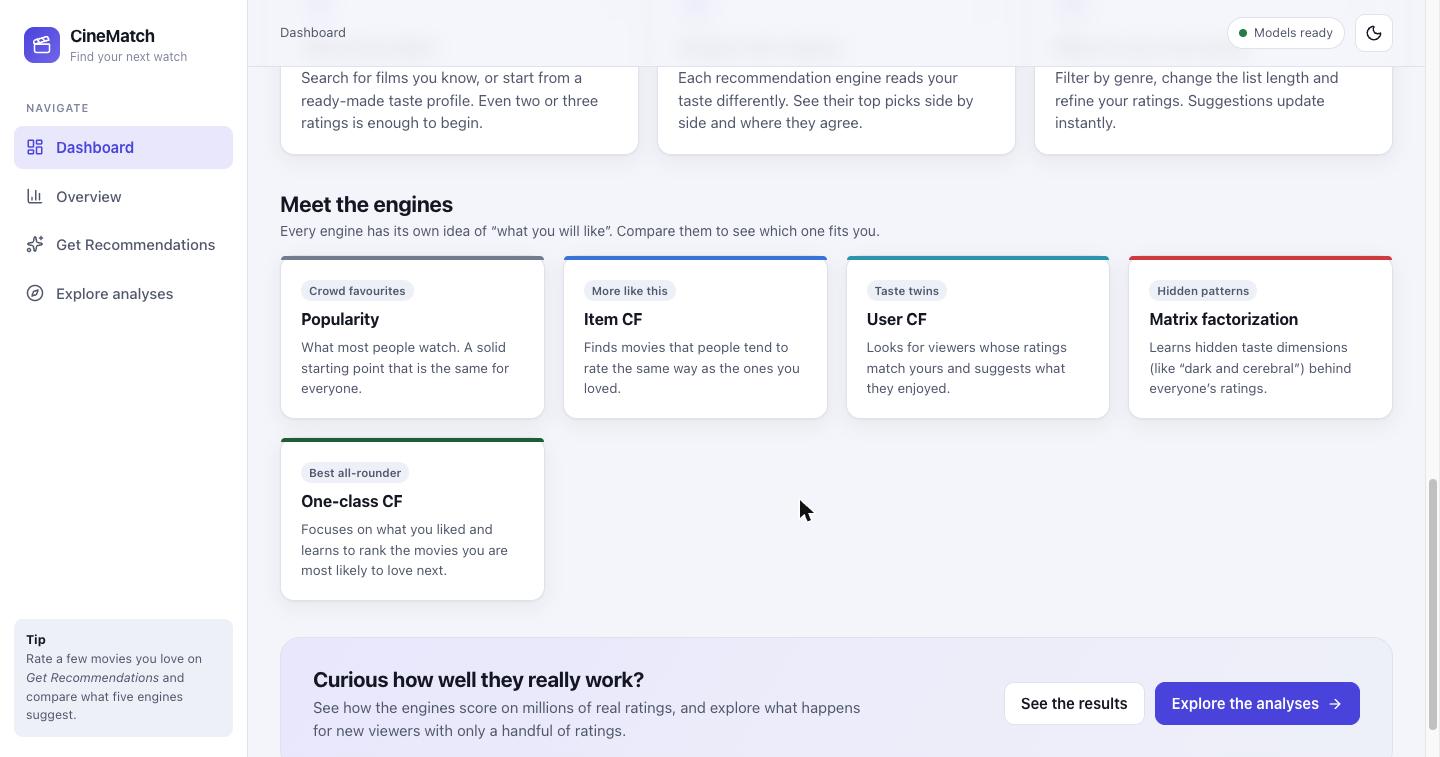 CineMatch
Find your next watch
NAVIGATE
Dashboard
Overview
Get Recommendations
Explore analyses
Tip
Rate a few movies you love on
Get Recommendations and
compare what five engines
suggest.
Dashboard
Models ready
Search for films you know, or start from a
ready-made taste profile. Even two or three
ratings is enough to begin.
Each recommendation engine reads your
taste differently. See their top picks side by
side and where they agree.
Filter by genre, change the list length and
refine your ratings. Suggestions update
instantly.
Meet the engines
Every engine has its own idea of “what you will like”. Compare them to see which one fits you.
Crowd favourites
Popularity
What most people watch. A solid
starting point that is the same for
everyone.
More like this
Item CF
Finds movies that people tend to
rate the same way as the ones you
loved.
Taste twins
User CF
Looks for viewers whose ratings
match yours and suggests what
they enjoyed.
Hidden patterns
Matrix factorization
Learns hidden taste dimensions
(like “dark and cerebral”) behind
everyone’s ratings.
Best all-rounder
One-class CF
Focuses on what you liked and
learns to rank the movies you are
most likely to love next.
Curious how well they really work?
See how the engines score on millions of real ratings, and explore what happens
for new viewers with only a handful of ratings.
See the results
Explore the analyses →